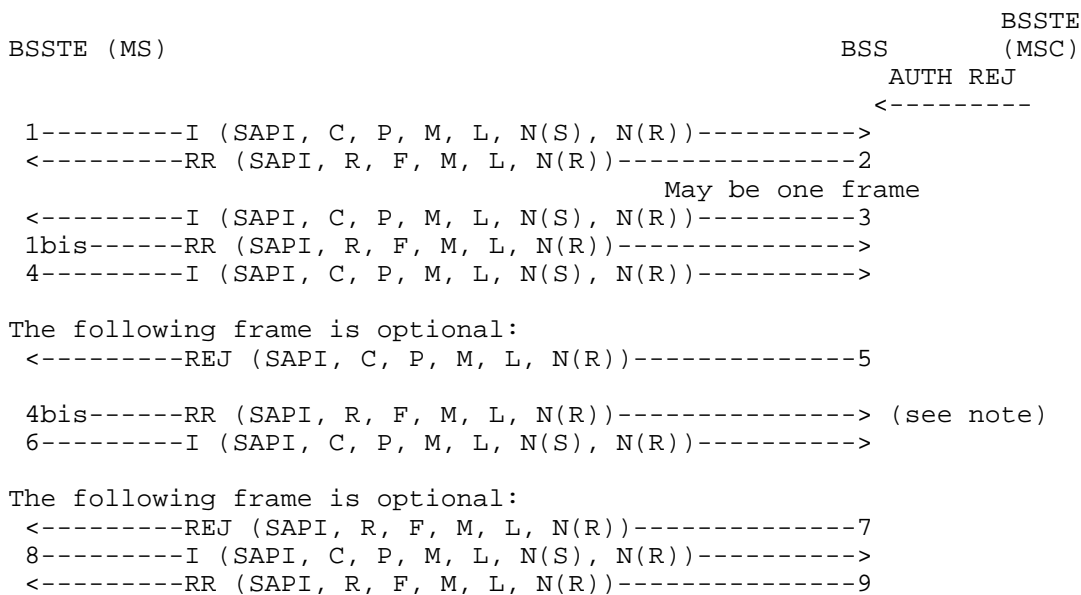 BSSTE
BSSTE (MS) BSS (MSC)
AUTH REJ
<---------
1---------I (SAPI, C, P, M, L, N(S), N(R))---------->
<---------RR (SAPI, R, F, M, L, N(R))---------------2
May be one frame
<---------I (SAPI, C, P, M, L, N(S), N(R))----------3
1bis------RR (SAPI, R, F, M, L, N(R))--------------->
4---------I (SAPI, C, P, M, L, N(S), N(R))---------->
The following frame is optional:
<---------REJ (SAPI, C, P, M, L, N(R))--------------5
4bis------RR (SAPI, R, F, M, L, N(R))---------------> (see note)
6---------I (SAPI, C, P, M, L, N(S), N(R))---------->
The following frame is optional:
<---------REJ (SAPI, R, F, M, L, N(R))--------------7
8---------I (SAPI, C, P, M, L, N(S), N(R))---------->
<---------RR (SAPI, R, F, M, L, N(R))---------------9